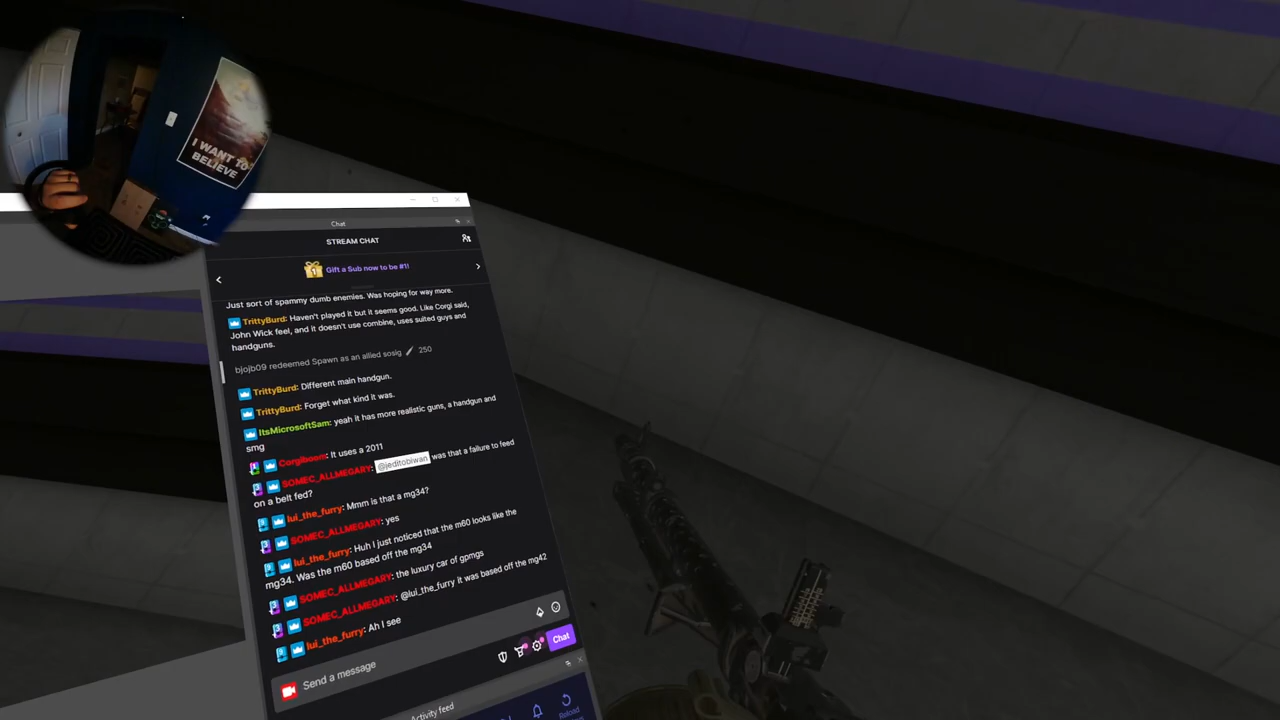 I WANT TO
BELIEVE
Chat
STREAM CHAT
1
Gift a Sub now to be #1!
Just sort of spammy dumb enemies. Was hoping for way more.
TrittyBurd: Haven't played it but it seems good. Like Corgi said,
John Wick feel, and it doesn't use combine, uses suited guys and
handguns.
bjojb09 redeemed Spawn as an allied sosig 250
TrittyBurd: Different main handgun.
TrittyBurd: Forget what kind it was.
ItsMicrosoftSam: yeah it has more realistic guns, a handgun and
smg
Corgiboom: It uses a 2011
SOMEC_ALLMEGARY: @jeditobiwan was that a failure to feed
on a belt fed?
lui_the_furry: Mmm is that a mg34?
SOMEC_ALLMEGARY: yes
lui_the_furry: Huh I just noticed that the m60 looks like the
mg34. Was the m60 based off the mg34
SOMEC_ALLMEGARY: the luxury car of gpmgs
SOMEC_ALLMEGARY: @lui_the_furry it was based off the mg42
lui_the_furry: Ah I see
Send a message
Chat
Activity feed
Reload